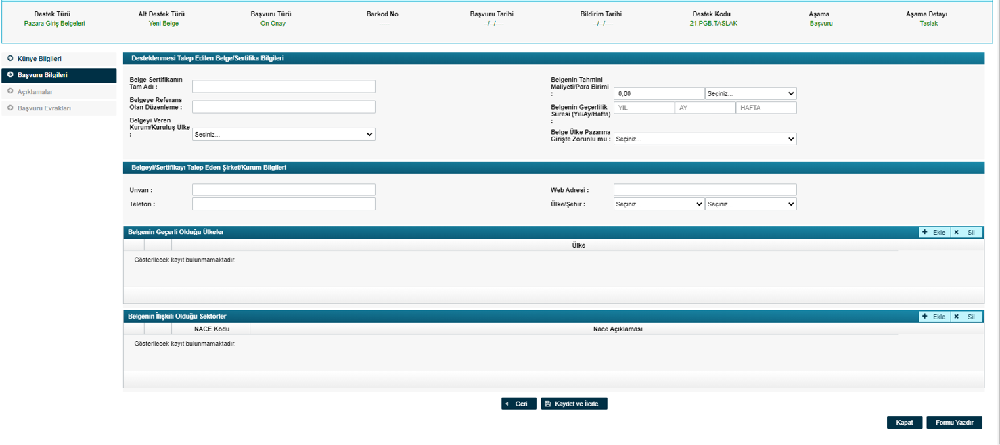 Destek Türü Alt Destek Türü Başvuru Türü Barkod No Başvuru Tarihi Bildirim Tarihi Destek Kodu Aşama Aşama Detayı
Pazara Giriş Belgeleri Yeni Belge Ön Onay ----- --/--/---- --/--/---- 21.PGB.TASLAK Başvuru Taslak
Künye Bilgileri
Başvuru Bilgileri
Açıklamalar
Başvuru Evrakları
Desteklenmesi Talep Edilen Belge/Sertifika Bilgileri
Belge Sertifikanın
Tam Adı :
Belgeye Referans
Olan Düzenleme :
Belgeyi Veren
Kurum/Kuruluş Ülke
:
Seçiniz...
Belgenin Tahmini
Maliyeti/Para Birimi
:
0,00 Seçiniz...
Belgenin Geçerlilik
Süresi (Yıl/Ay/Hafta)
:
YIL AY HAFTA
Belge Ülke Pazarına
Girişte Zorunlu mu :
Seçiniz...
Belgeyi/Sertifikayı Talep Eden Şirket/Kurum Bilgileri
Unvan :
Telefon :
Web Adresi :
Ülke/Şehir : Seçiniz... Seçiniz...
Belgenin Geçerli Olduğu Ülkeler Ekle Sil
Ülke
Gösterilecek kayıt bulunmamaktadır.
Belgenin İlişkili Olduğu Sektörler Ekle Sil
NACE Kodu Nace Açıklaması
Gösterilecek kayıt bulunmamaktadır.
Geri Kaydet ve İlerle
Kapat Formu Yazdır